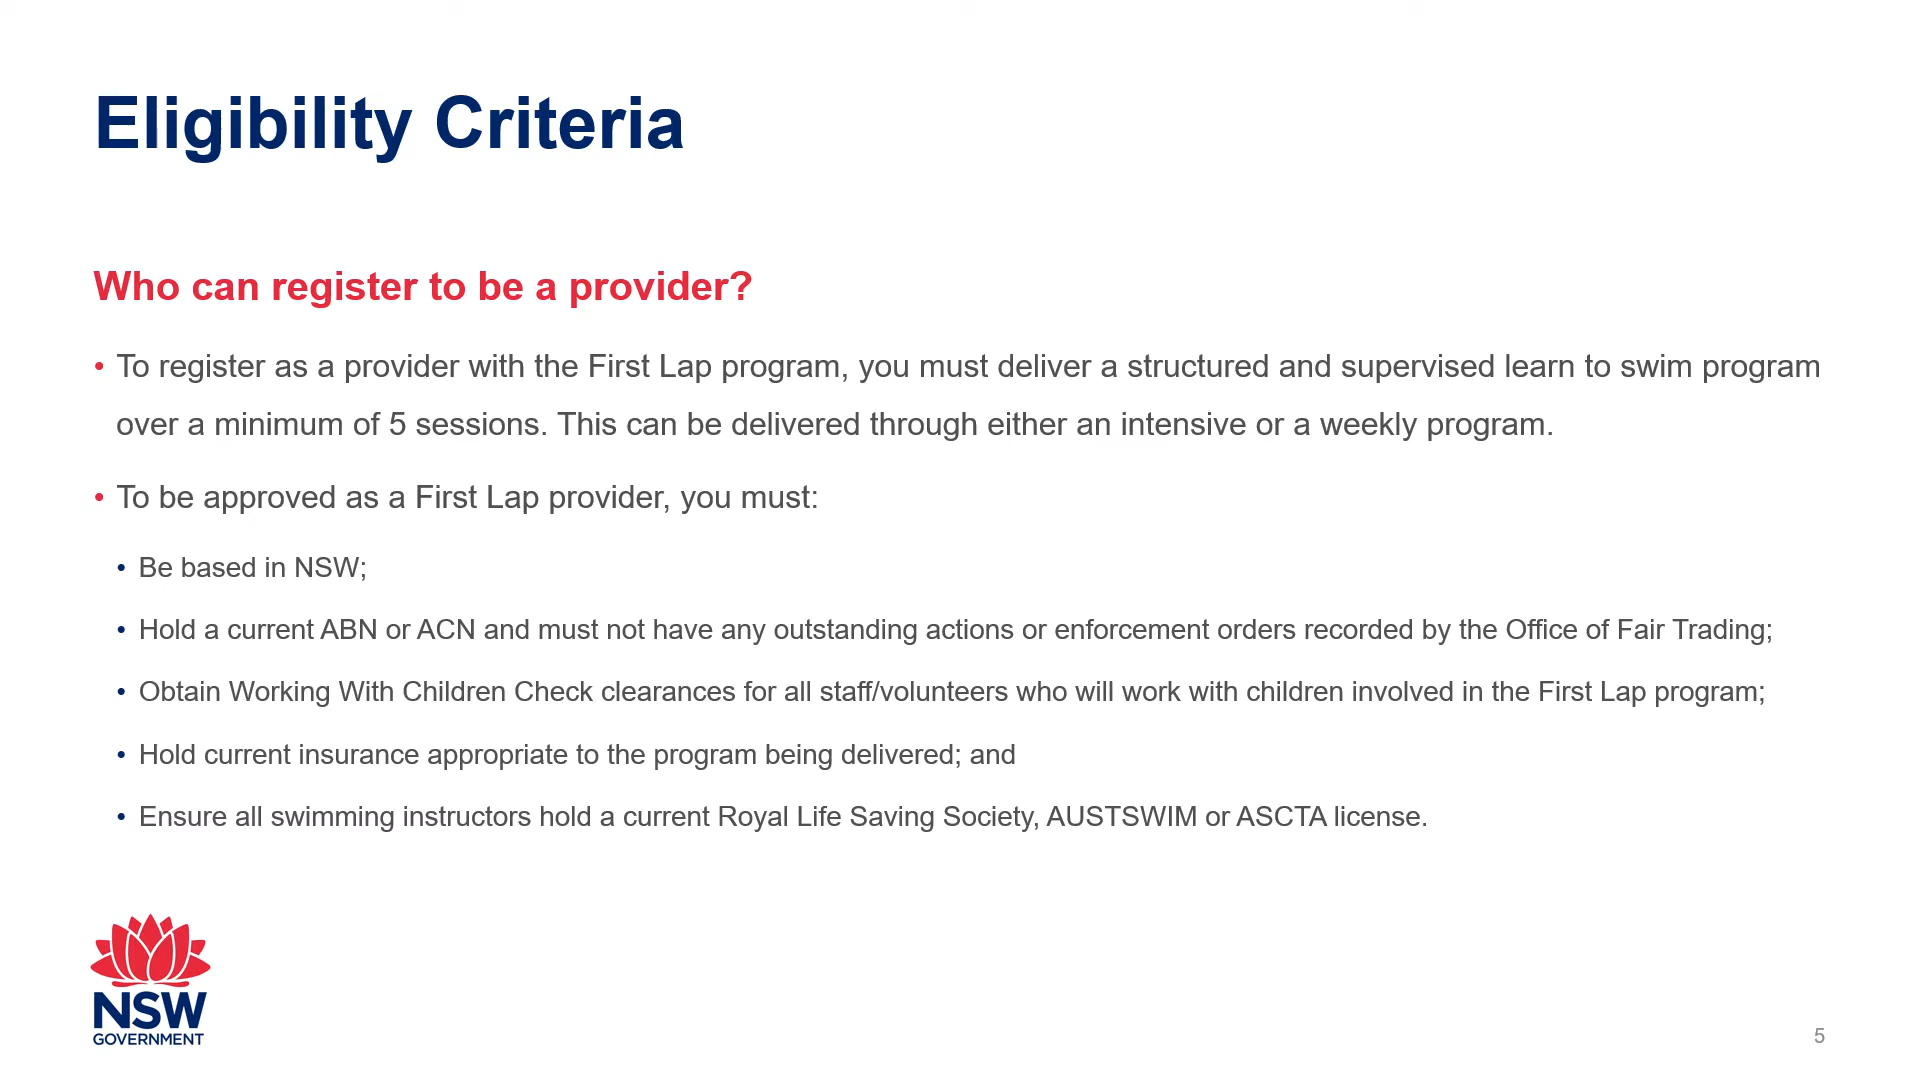 Eligibility Criteria
Who can register to be a provider?
• To register as a provider with the First Lap program, you must deliver a structured and supervised learn to swim program
over a minimum of 5 sessions. This can be delivered through either an intensive or a weekly program.
• To be approved as a First Lap provider, you must:
• Be based in NSW;
• Hold a current ABN or ACN and must not have any outstanding actions or enforcement orders recorded by the Office of Fair Trading;
• Obtain Working With Children Check clearances for all staff/volunteers who will work with children involved in the First Lap program;
• Hold current insurance appropriate to the program being delivered; and
• Ensure all swimming instructors hold a current Royal Life Saving Society, AUSTSWIM or ASCTA license.
NSW
GOVERNMENT
5